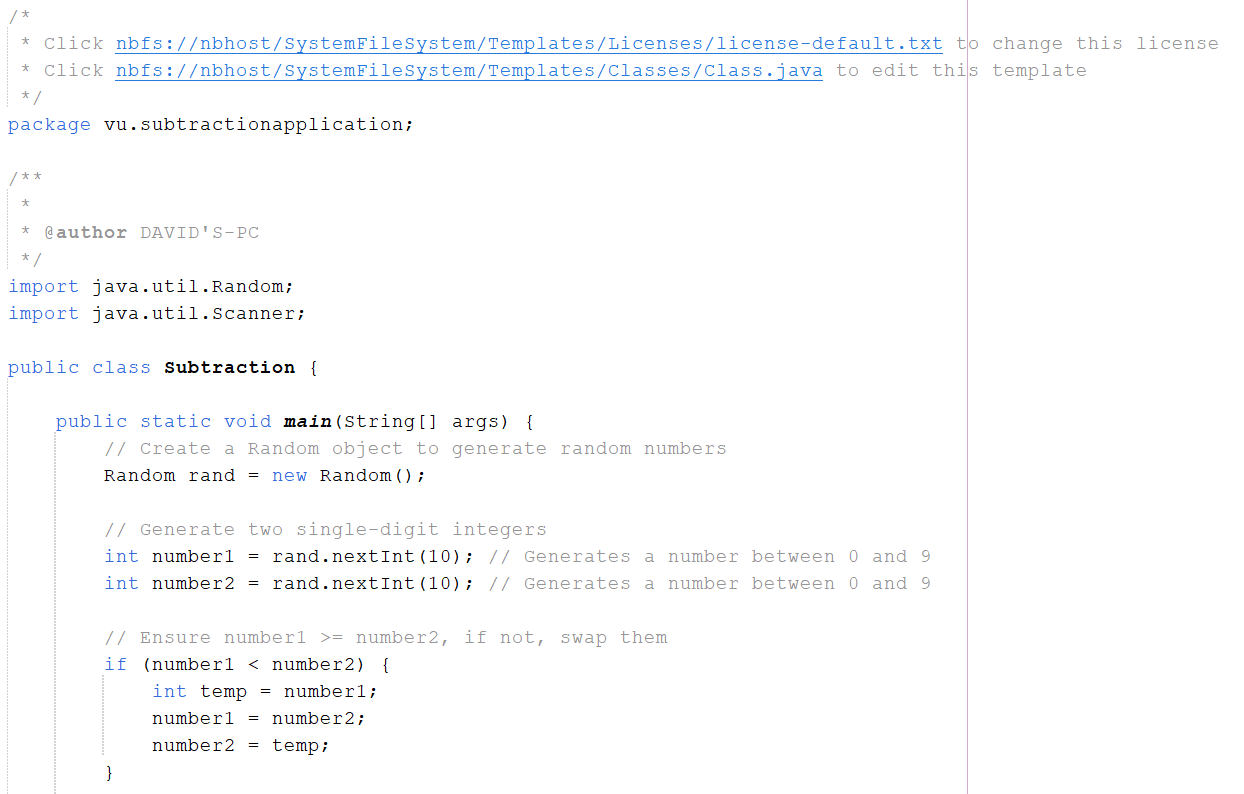 /*
 * Click nbfs://nbhost/SystemFileSystem/Templates/Licenses/license-default.txt to change this license
 * Click nbfs://nbhost/SystemFileSystem/Templates/Classes/Class.java to edit this template
 */
package vu.subtractionapplication;

/**
 *
 * @author DAVID'S-PC
 */
import java.util.Random;
import java.util.Scanner;

public class Subtraction {

    public static void main(String[] args) {
        // Create a Random object to generate random numbers
        Random rand = new Random();

        // Generate two single-digit integers
        int number1 = rand.nextInt(10); // Generates a number between 0 and 9
        int number2 = rand.nextInt(10); // Generates a number between 0 and 9

        // Ensure number1 >= number2, if not, swap them
        if (number1 < number2) {
            int temp = number1;
            number1 = number2;
            number2 = temp;
        }